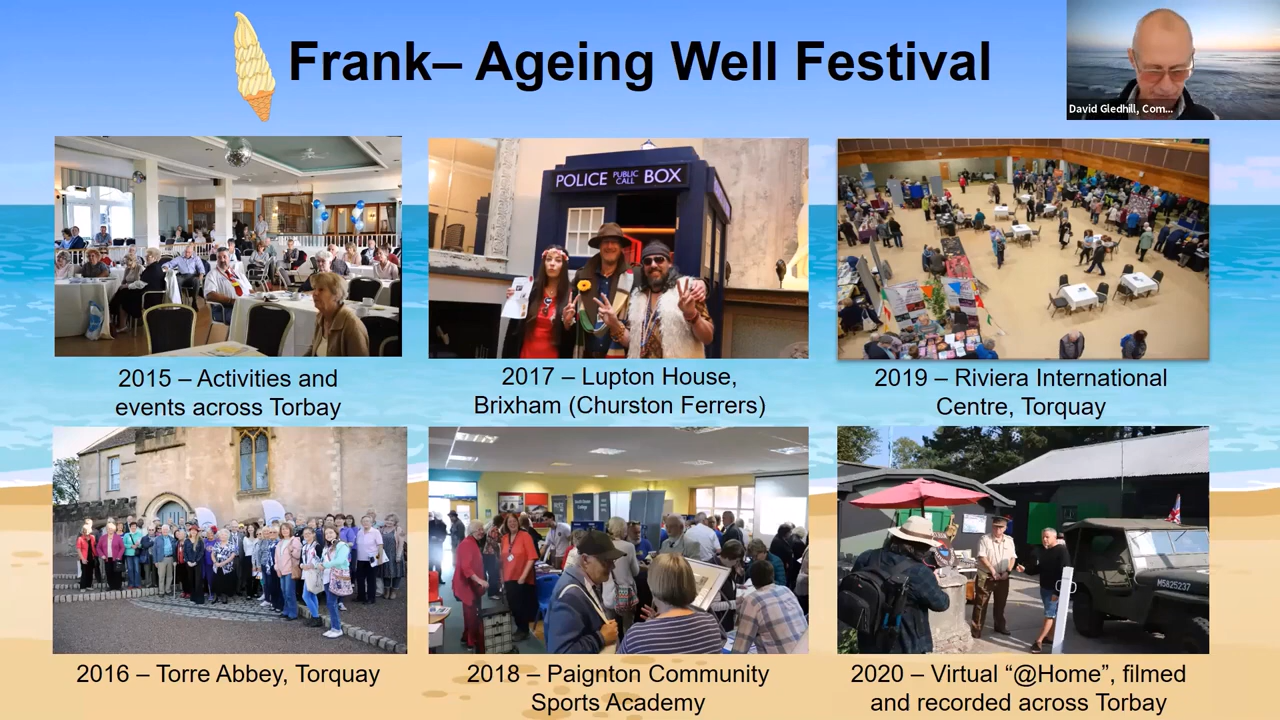 Frank– Ageing Well Festival
David Gledhill, Com...
POLICE PUBLIC CALL BOX
2015 – Activities and
events across Torbay
2017 – Lupton House,
Brixham (Churston Ferrers)
2019 – Riviera International
Centre, Torquay
M5825237
2016 – Torre Abbey, Torquay
2018 – Paignton Community
Sports Academy
2020 – Virtual “@Home”, filmed
and recorded across Torbay